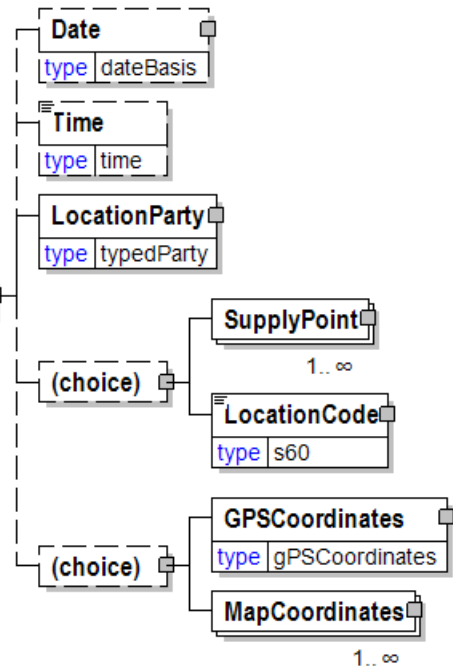 Date
type dateBasis
Time
type time
LocationParty
type typedParty
SupplyPoint
1.. ∞
(choice)
LocationCode
type s60
GPSCoordinates
type gPSCoordinates
(choice)
MapCoordinates
1.. ∞